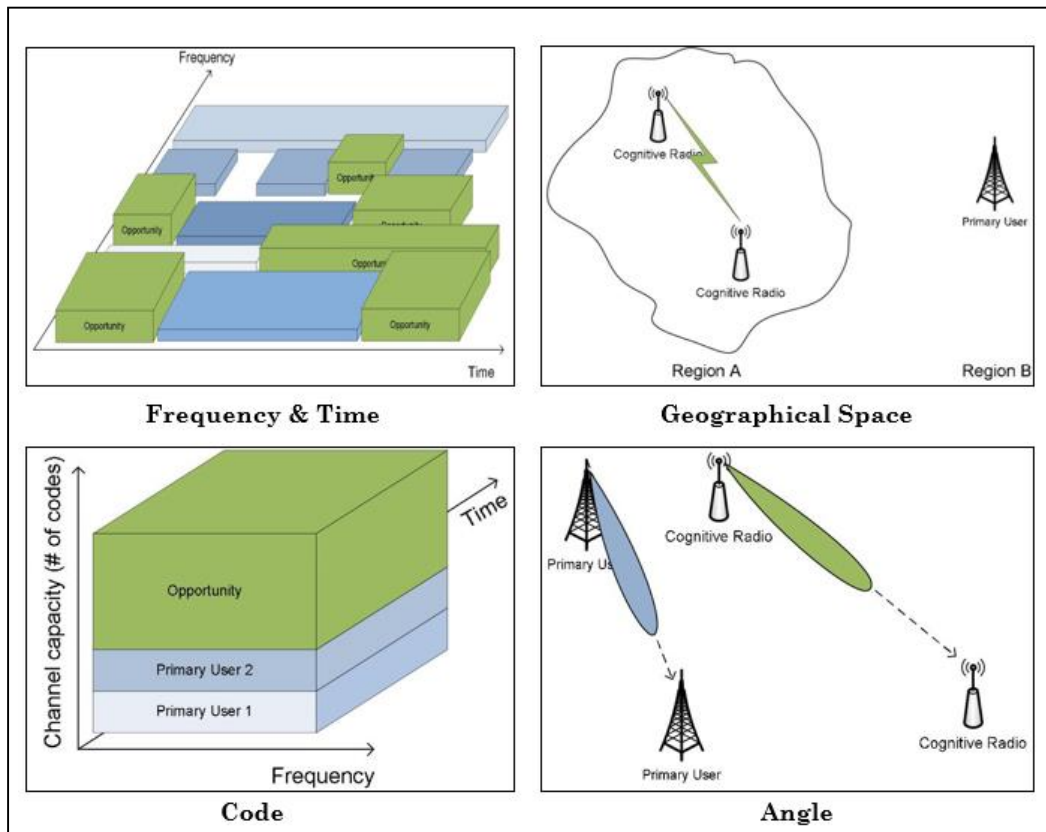 Frequency
Opportunity
Opportunity
Opportunity
Opportunity
Opportunity
Opportunity
Time
Frequency & Time
Cognitive Radio
Cognitive Radio
Primary User
Region A
Region B
Geographical Space
Channel capacity (# of codes)
Time
Opportunity
Primary User 2
Primary User 1
Frequency
Code
Cognitive Radio
Primary Us
Cognitive Radio
Primary User
Angle